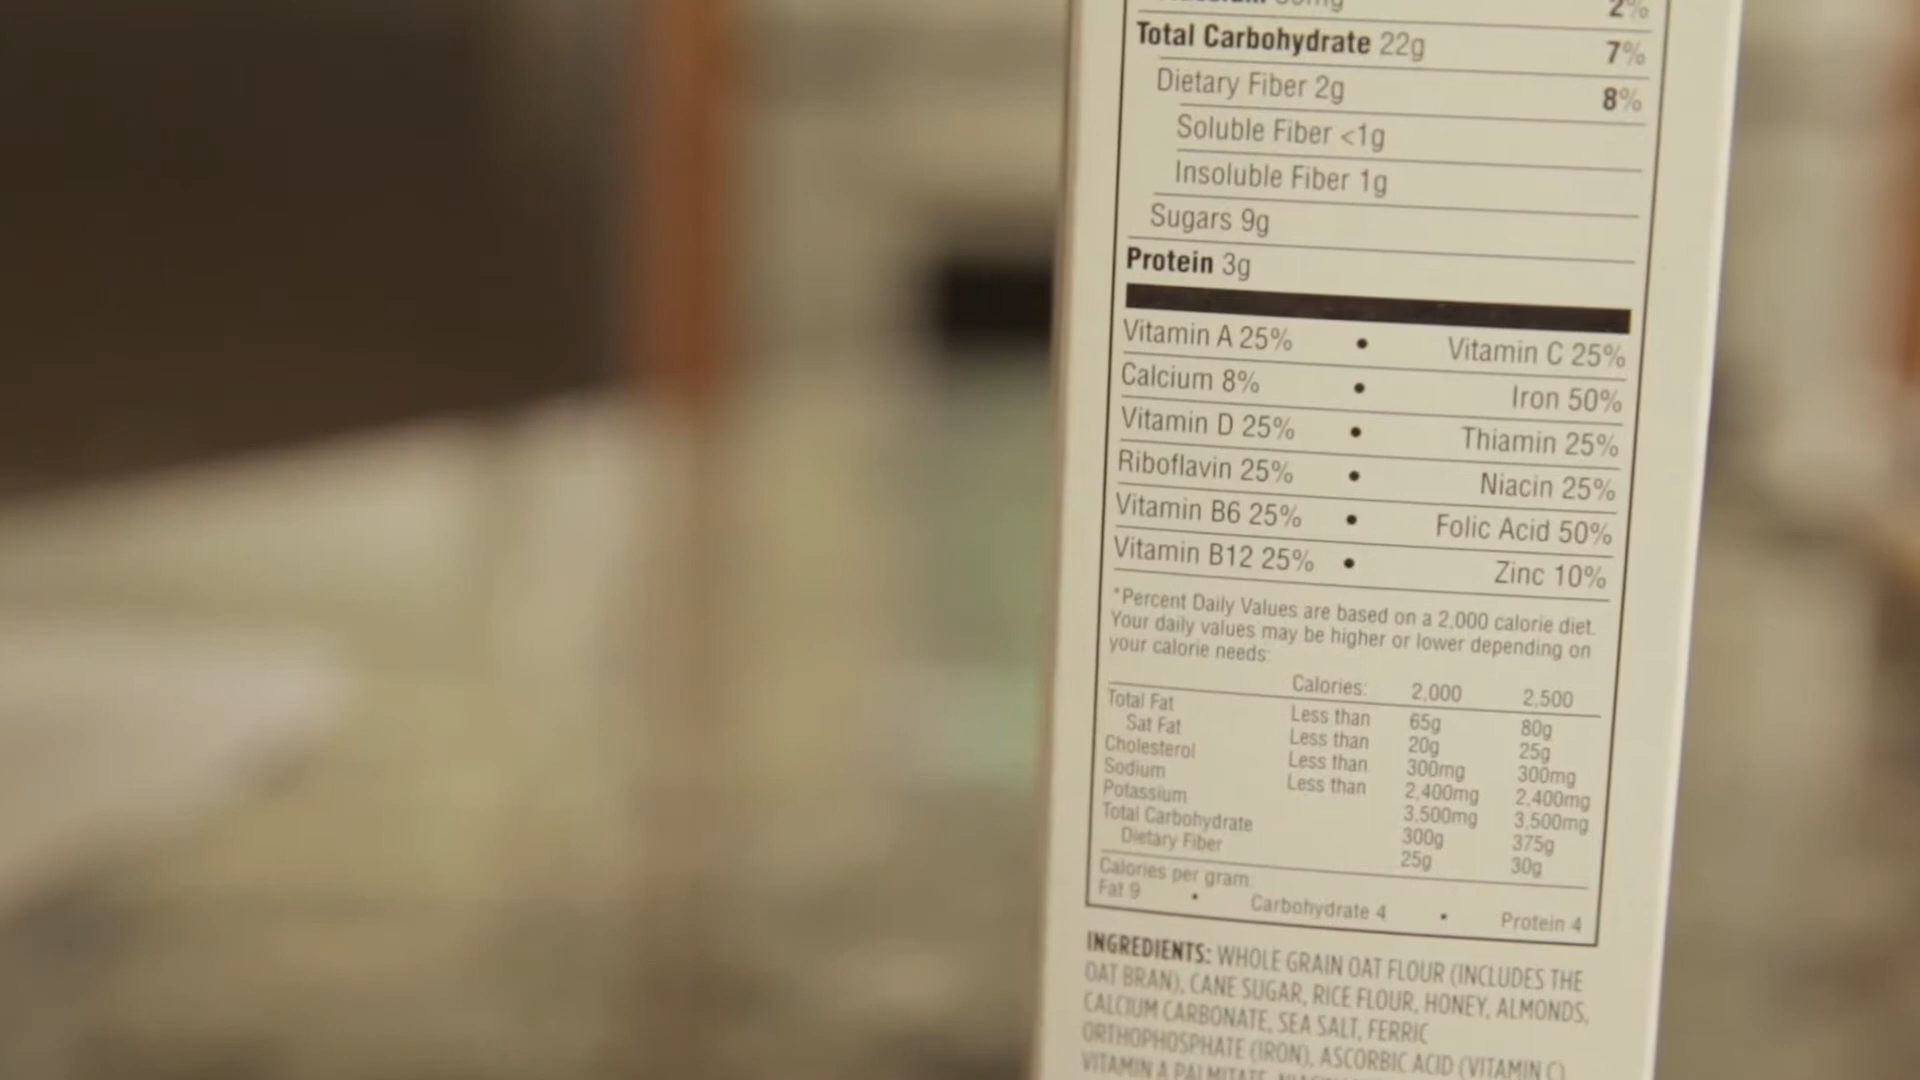 2%
Total Carbohydrate 22g 7%
Dietary Fiber 2g 8%
Soluble Fiber <1g
Insoluble Fiber 1g
Sugars 9g
Protein 3g
Vitamin A 25% • Vitamin C 25%
Calcium 8% • Iron 50%
Vitamin D 25% • Thiamin 25%
Riboflavin 25% • Niacin 25%
Vitamin B6 25% • Folic Acid 50%
Vitamin B12 25% • Zinc 10%
*Percent Daily Values are based on a 2,000 calorie diet.
Your daily values may be higher or lower depending on
your calorie needs:
Calories: 2,000 2,500
Total Fat Less than 65g 80g
Sat Fat Less than 20g 25g
Cholesterol Less than 300mg 300mg
Sodium Less than 2,400mg 2,400mg
Potassium 3,500mg 3,500mg
Total Carbohydrate 300g 375g
Dietary Fiber 25g 30g
Calories per gram:
Fat 9 • Carbohydrate 4 • Protein 4
INGREDIENTS: WHOLE GRAIN OAT FLOUR (INCLUDES THE
OAT BRAN), CANE SUGAR, RICE FLOUR, HONEY, ALMONDS,
CALCIUM CARBONATE, SEA SALT, FERRIC
ORTHOPHOSPHATE (IRON), ASCORBIC ACID (VITAMIN C)
VITAMIN A PALMITATE,